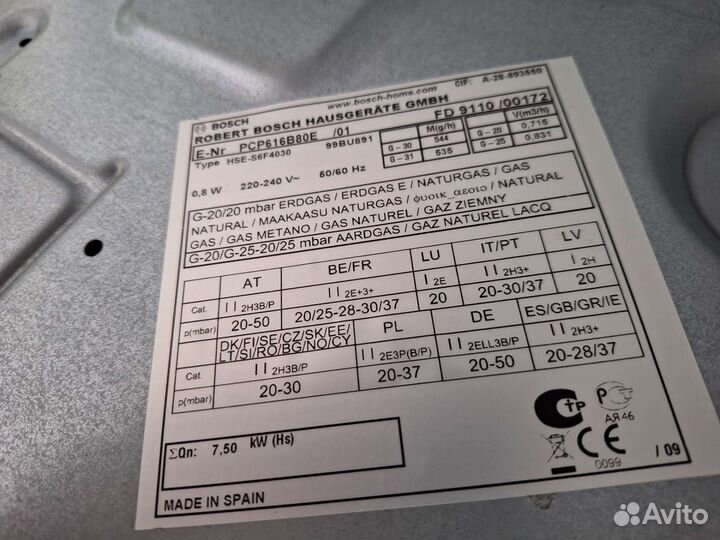 www.bosch-home.com CIF: A-28-893550
BOSCH
ROBERT BOSCH HAUSGERÄTE GMBH FD 9110 /00172
E-Nr PCP616B80E /01
Type HSE-S6F4030 99BU891
M(g/h) V(m3/h)
G-30 544 G-20 0,715
G-31 535 G-25 0,831
0,8 W 220-240 V~ 50/60 Hz
G-20/20 mbar ERDGAS / ERDGAS E / NATURGAS / GAS
NATURAL / MAAKAASU NATURGAS / φυσικ_αεσιο / NATURAL
GAS / GAS METANO / GAS NATUREL / GAZ ZIEMNY
G-20/G-25-20/25 mbar AARDGAS / GAZ NATUREL LACQ
AT BE/FR LU IT/PT LV
Cat. II 2H3B/P II 2E+3+ I 2E II 2H3+ I 2H
p(mbar) 20-50 20/25-28-30/37 20 20-30/37 20
DK/FI/SE/CZ/SK/EE/
LT/SI/RO/BG/NO/CY PL DE ES/GB/GR/IE
Cat. II 2H3B/P II 2E3P(B/P) II 2ELL3B/P II 2H3+
p(mbar) 20-30 20-37 20-50 20-28/37
ΣQn: 7,50 kW (Hs)
TP PC
АЯ46
CE
0099
/ 09
MADE IN SPAIN
Avito